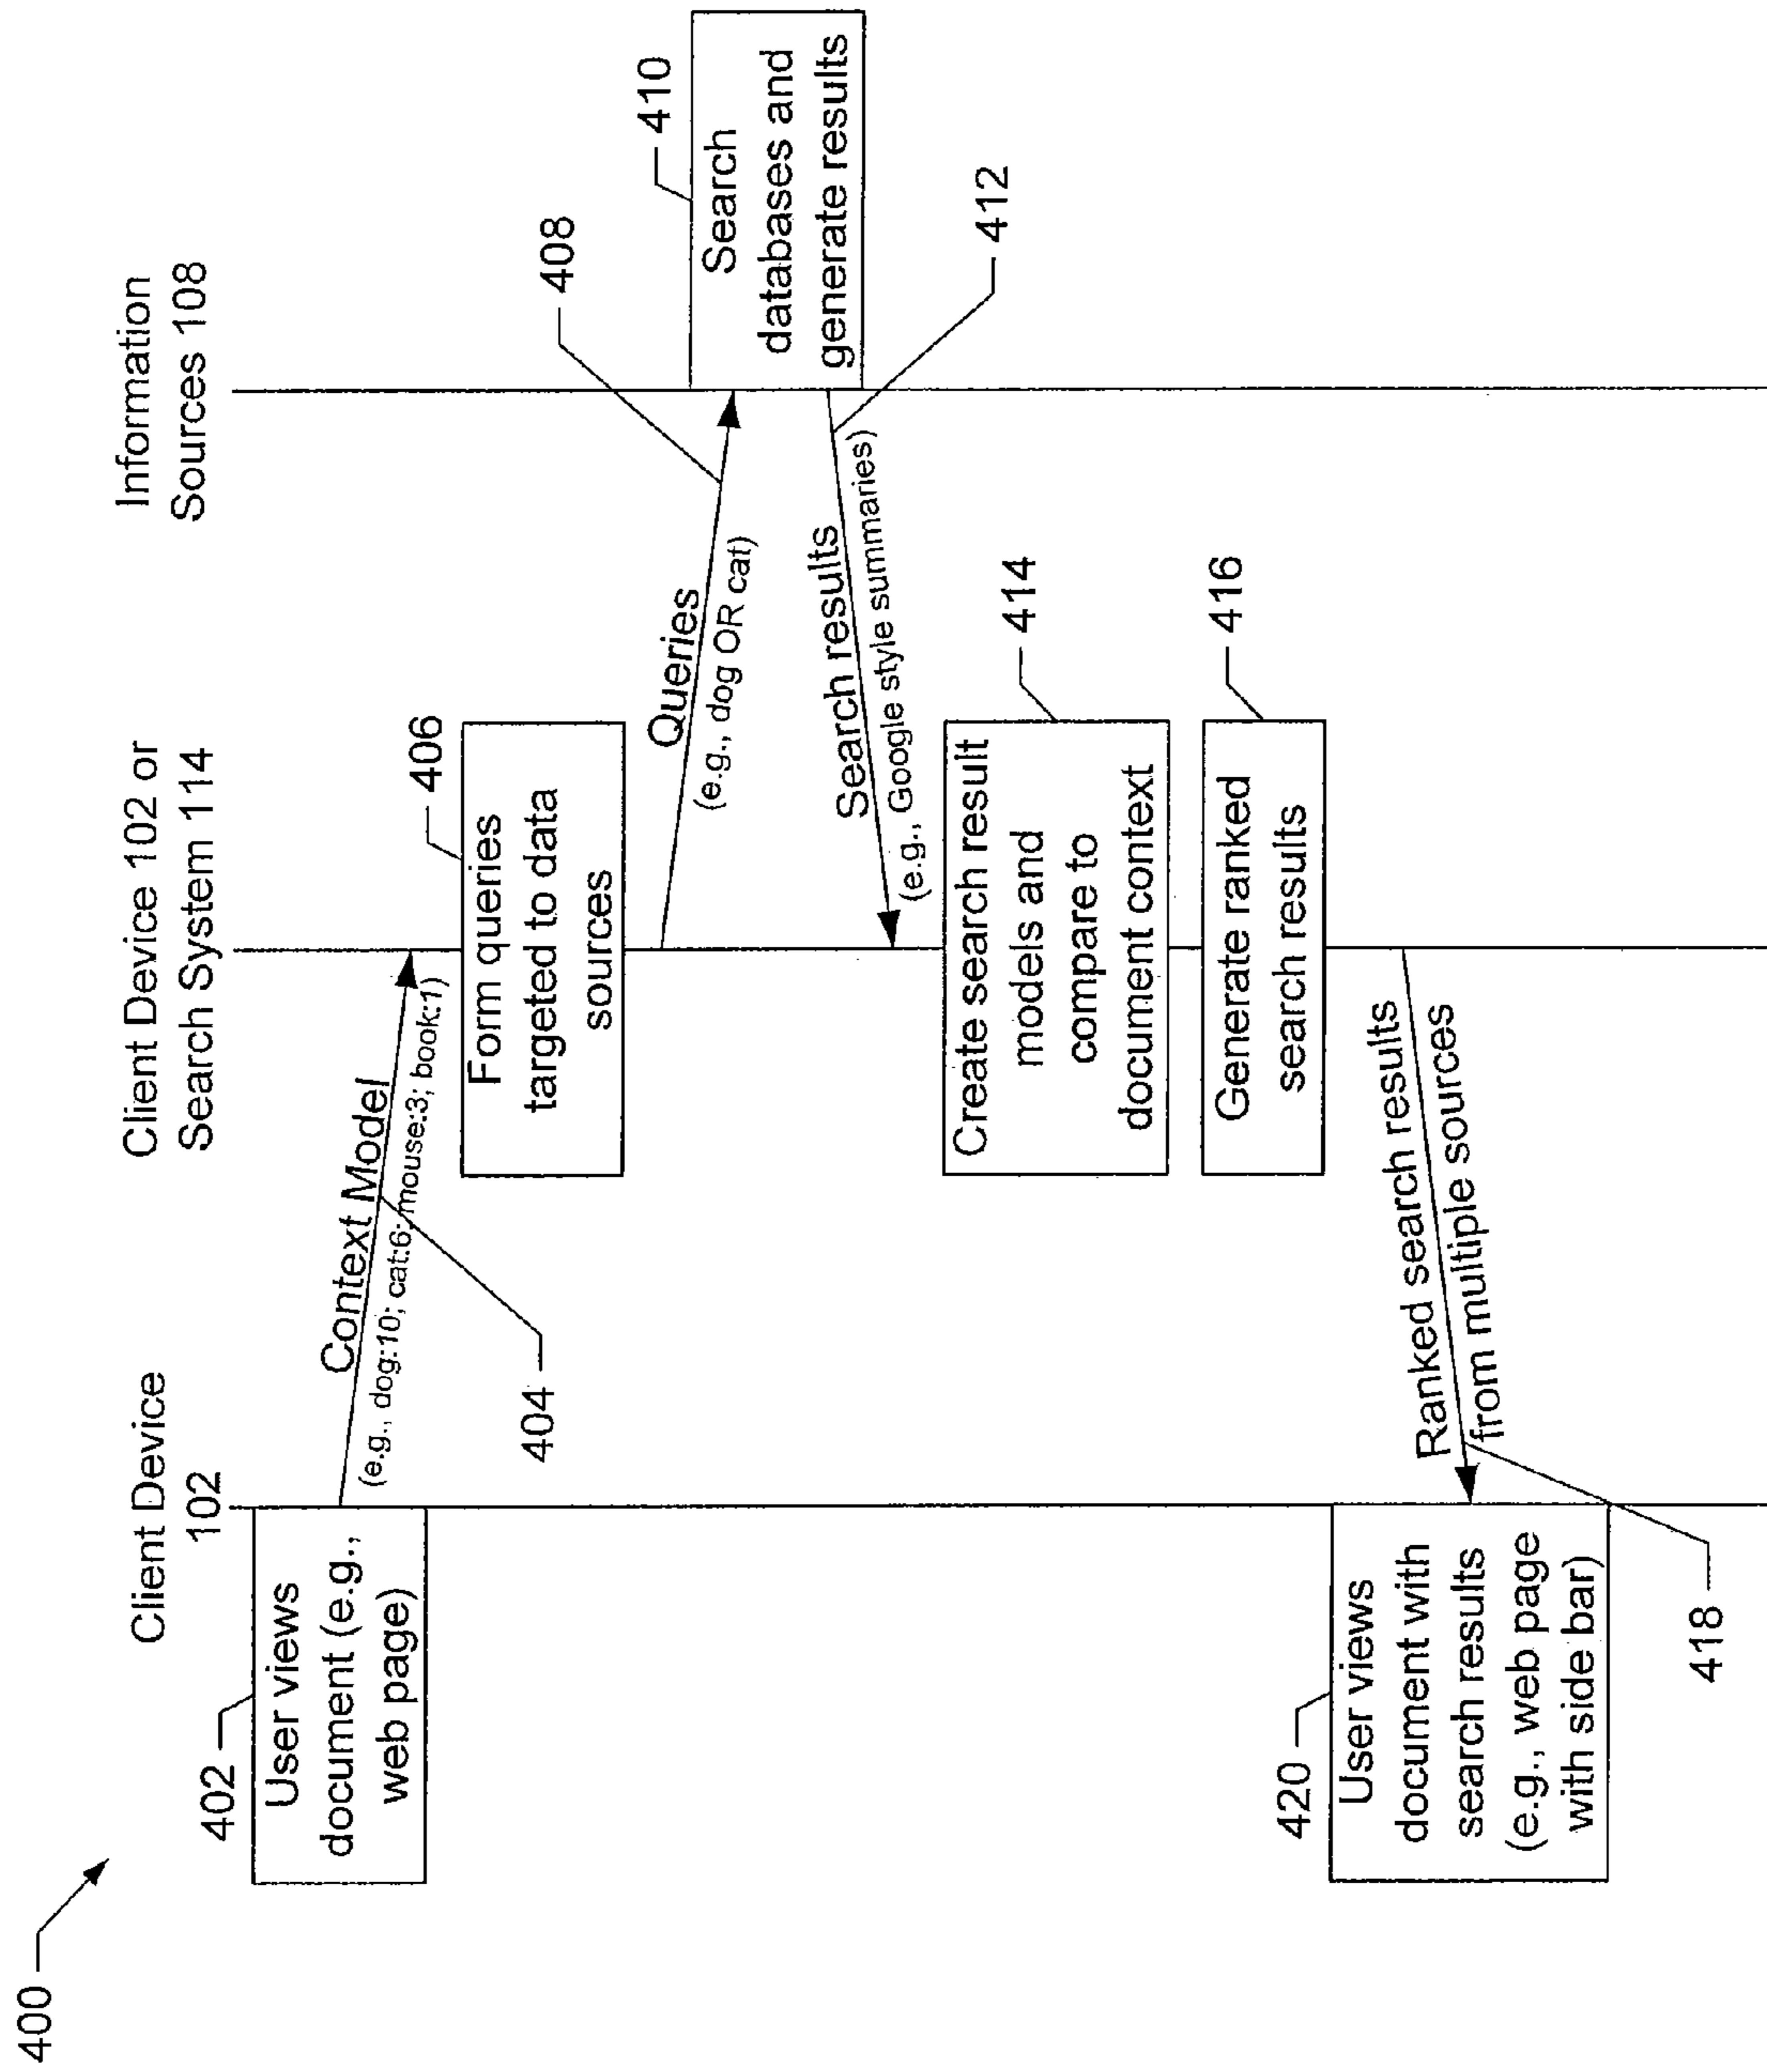 400
Client Device
102
Client Device 102 or
Search System 114
Information
Sources 108
402
User views
document (e.g.,
web page)
Context Model
(e.g., dog:10; cat:6; mouse:3; book:1)
404
406
Form queries
targeted to data
sources
Queries
(e.g., dog OR cat)
408
410
Search
databases and
generate results
Search results
(e.g., Google style summaries)
412
Create search result
models and
compare to
document context
414
Generate ranked
search results
416
Ranked search results
from multiple sources
418
420
User views
document with
search results
(e.g., web page
with side bar)